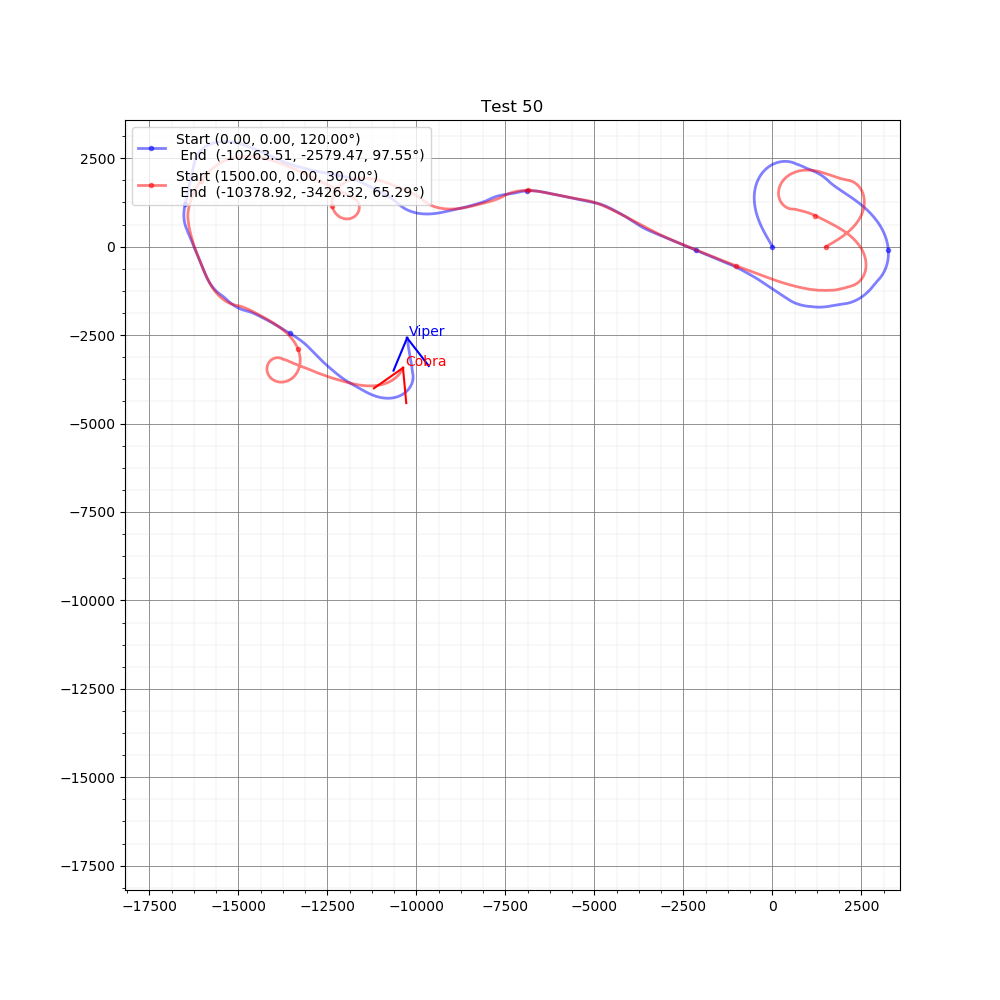 Test 50
Start (0.00, 0.00, 120.00°)
End (-10263.51, -2579.47, 97.55°)
Start (1500.00, 0.00, 30.00°)
End (-10378.92, -3426.32, 65.29°)
2500
0
−2500
−5000
−7500
−10000
−12500
−15000
−17500
Viper
Cobra
−17500 −15000 −12500 −10000 −7500 −5000 −2500 0 2500